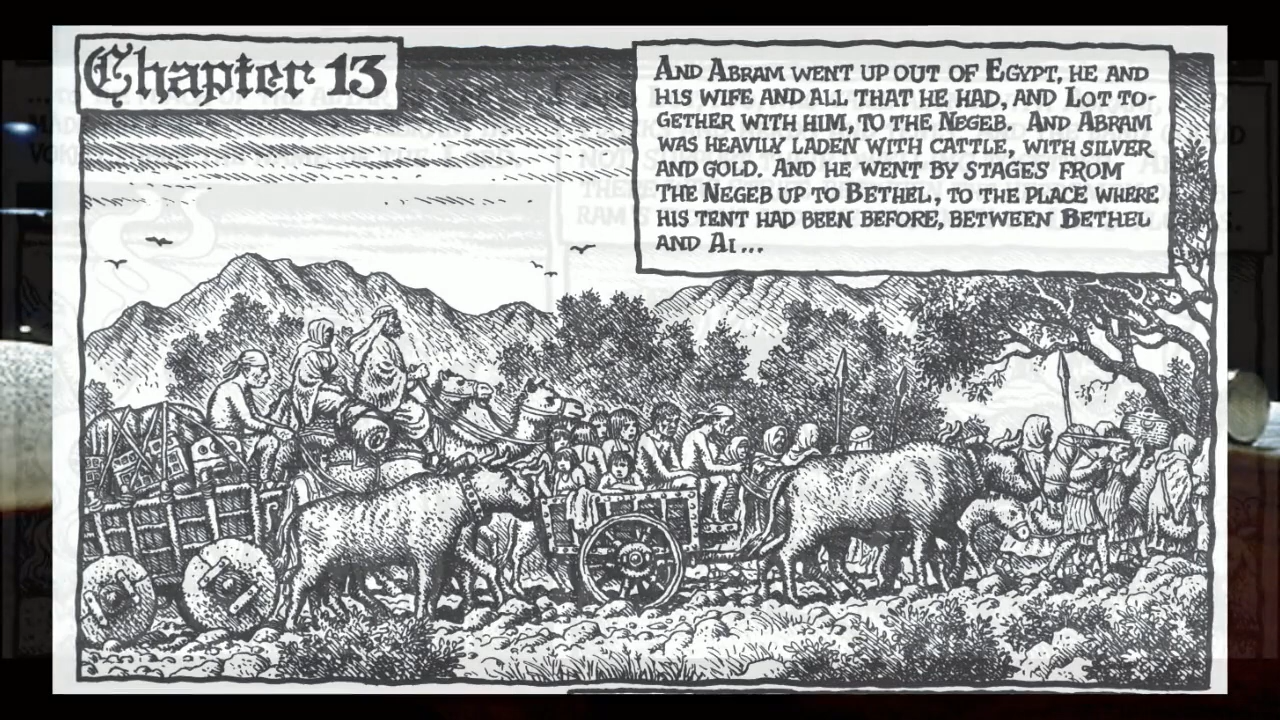 Chapter 13
AND ABRAM WENT UP OUT OF EGYPT, HE AND
HIS WIFE AND ALL THAT HE HAD, AND LOT TO-
GETHER WITH HIM, TO THE NEGEB. AND ABRAM
WAS HEAVILY LADEN WITH CATTLE, WITH SILVER
AND GOLD. AND HE WENT BY STAGES FROM
THE NEGEB UP TO BETHEL, TO THE PLACE WHERE
HIS TENT HAD BEEN BEFORE, BETWEEN BETHEL
AND AI...